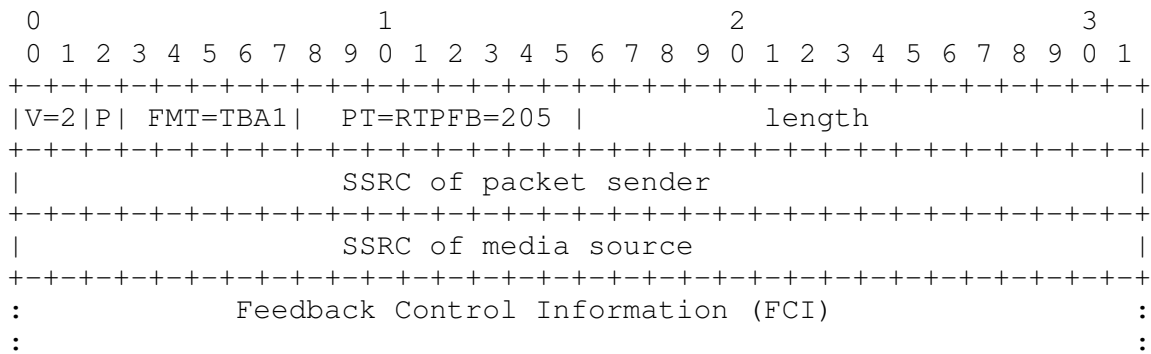 0                   1                   2                   3
 0 1 2 3 4 5 6 7 8 9 0 1 2 3 4 5 6 7 8 9 0 1 2 3 4 5 6 7 8 9 0 1
+-+-+-+-+-+-+-+-+-+-+-+-+-+-+-+-+-+-+-+-+-+-+-+-+-+-+-+-+-+-+-+-+
|V=2|P| FMT=TBA1|  PT=RTPFB=205 |          length               |
+-+-+-+-+-+-+-+-+-+-+-+-+-+-+-+-+-+-+-+-+-+-+-+-+-+-+-+-+-+-+-+-+
|                  SSRC of packet sender                        |
+-+-+-+-+-+-+-+-+-+-+-+-+-+-+-+-+-+-+-+-+-+-+-+-+-+-+-+-+-+-+-+-+
|                  SSRC of media source                         |
+-+-+-+-+-+-+-+-+-+-+-+-+-+-+-+-+-+-+-+-+-+-+-+-+-+-+-+-+-+-+-+-+
:            Feedback Control Information (FCI)                 :
:                                                               :